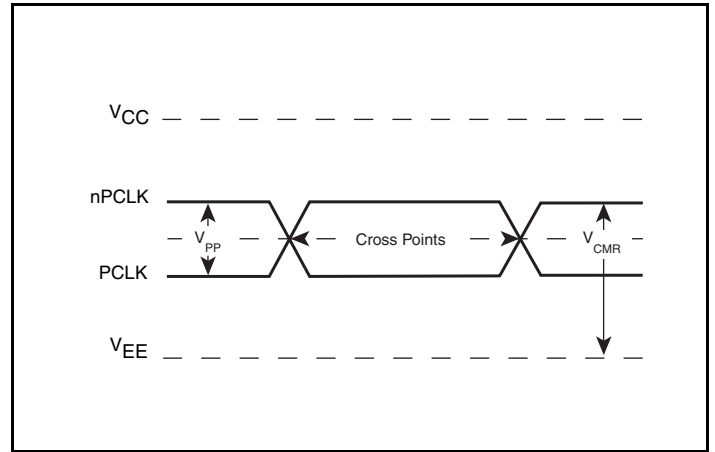 VCC
nPCLK
VPP
Cross Points
VCMR
PCLK
VEE